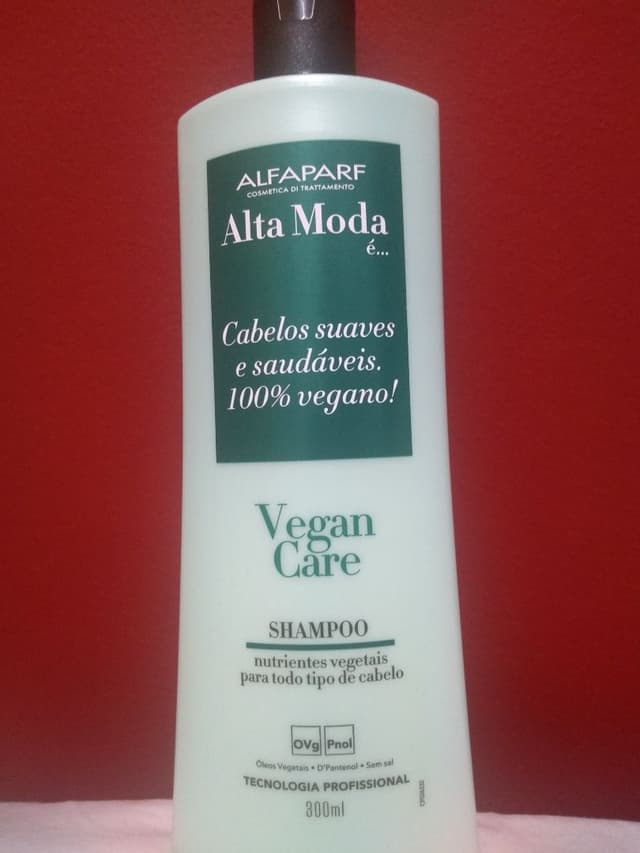 ALFAPARF
COSMETICA DI TRATTAMENTO
Alta Moda
é...
Cabelos suaves
e saudáveis.
100% vegano!
Vegan
Care
SHAMPOO
nutrientes vegetais
para todo tipo de cabelo
OVg Pnol
Óleos Vegetais • D'Pantenol • Sem sal
TECNOLOGIA PROFISSIONAL
300ml